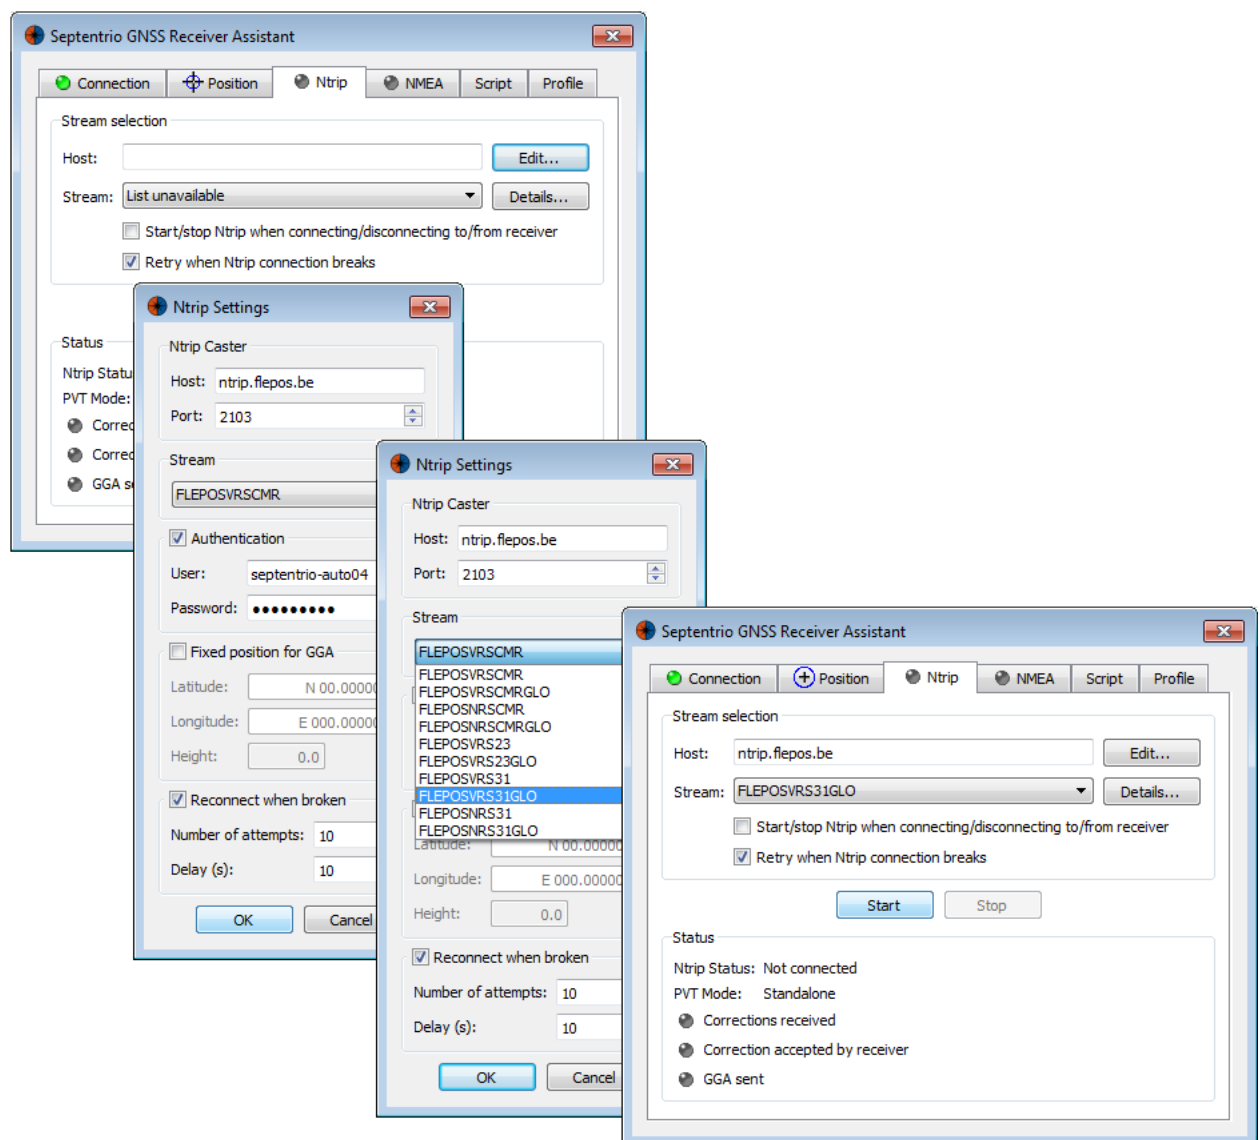 Septentrio GNSS Receiver Assistant
Connection Position Ntrip NMEA Script Profile
Stream selection
Host: Edit...
Stream: List unavailable Details...
Start/stop Ntrip when connecting/disconnecting to/from receiver
Retry when Ntrip connection breaks
Status
Ntrip Statu
PVT Mode:
Correc
Correc
GGA s
Ntrip Settings
Ntrip Caster
Host: ntrip.flepos.be
Port: 2103
Stream
FLEPOSVRSCMR
Authentication
User: septentrio-auto04
Password: ●●●●●●●●●
Fixed position for GGA
Latitude: N 00.00000
Longitude: E 000.00000
Height: 0.0
Reconnect when broken
Number of attempts: 10
Delay (s): 10
OK Cancel
Ntrip Settings
Ntrip Caster
Host: ntrip.flepos.be
Port: 2103
Stream
FLEPOSVRSCMR
FLEPOSVRSCMR
FLEPOSVRSCMRGLO
FLEPOSNRSCMR
FLEPOSNRSCMRGLO
FLEPOSVRS23
FLEPOSVRS23GLO
FLEPOSVRS31
FLEPOSVRS31GLO
FLEPOSNRS31
FLEPOSNRS31GLO
Latitude: N 00.00000
Longitude: E 000.00000
Height: 0.0
Reconnect when broken
Number of attempts: 10
Delay (s): 10
OK Cancel
Septentrio GNSS Receiver Assistant
Connection Position Ntrip NMEA Script Profile
Stream selection
Host: ntrip.flepos.be Edit...
Stream: FLEPOSVRS31GLO Details...
Start/stop Ntrip when connecting/disconnecting to/from receiver
Retry when Ntrip connection breaks
Start Stop
Status
Ntrip Status: Not connected
PVT Mode: Standalone
Corrections received
Correction accepted by receiver
GGA sent